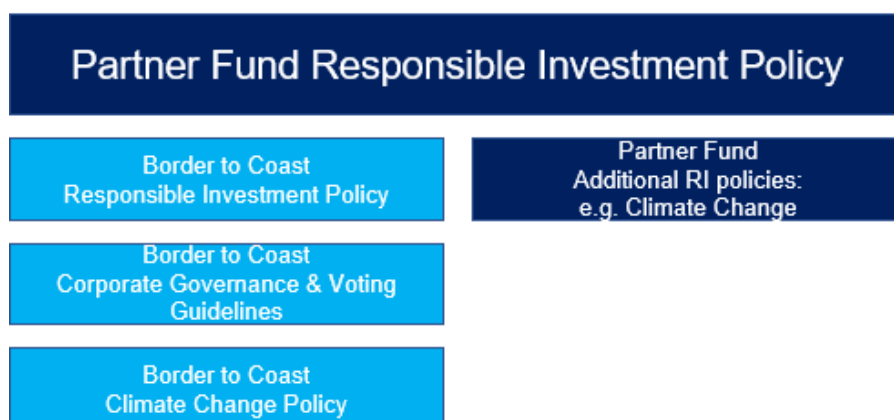 Partner Fund Responsible Investment Policy
Border to Coast
Responsible Investment Policy
Partner Fund
Additional RI policies:
e.g. Climate Change
Border to Coast
Corporate Governance & Voting
Guidelines
Border to Coast
Climate Change Policy